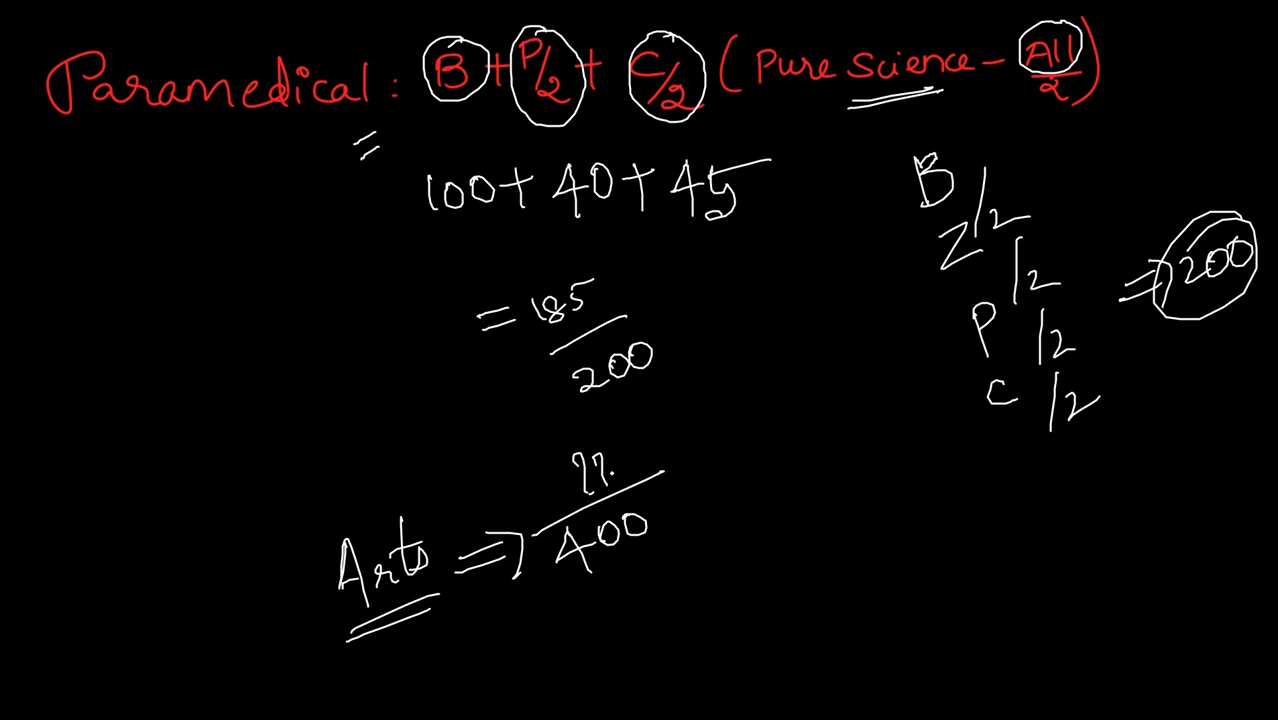 Paramedical : B + P/2 + C/2 ( Pure Science - All/2 )
= 100 + 40 + 45
= 185/200
B/2
Z/2
P/2
C/2
=> 200
Arts => ??/400